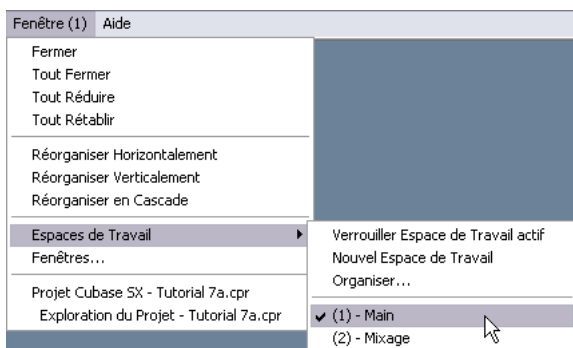 Fenêtre (1) Aide
Fermer
Tout Fermer
Tout Réduire
Tout Rétablir
Réorganiser Horizontalement
Réorganiser Verticalement
Réorganiser en Cascade
Espaces de Travail
Fenêtres...
Projet Cubase SX - Tutorial 7a.cpr
Exploration du Projet - Tutorial 7a.cpr
Verrouiller Espace de Travail actif
Nouvel Espace de Travail
Organiser...
(1) - Main
(2) - Mixage